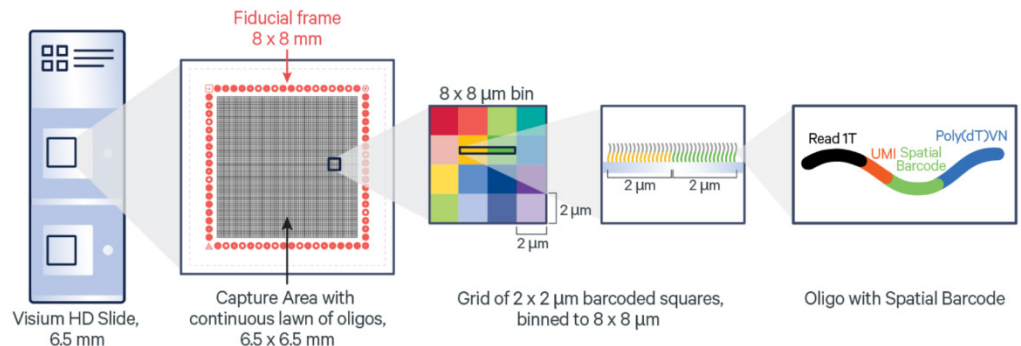 Fiducial frame
8 x 8 mm
8 x 8 µm bin
2 µm
2 µm
2 µm
2 µm
Read 1T
UMI
Spatial
Barcode
Poly(dT)VN
Visium HD Slide,
6.5 mm
Capture Area with
continuous lawn of oligos,
6.5 x 6.5 mm
Grid of 2 x 2 µm barcoded squares,
binned to 8 x 8 µm
Oligo with Spatial Barcode